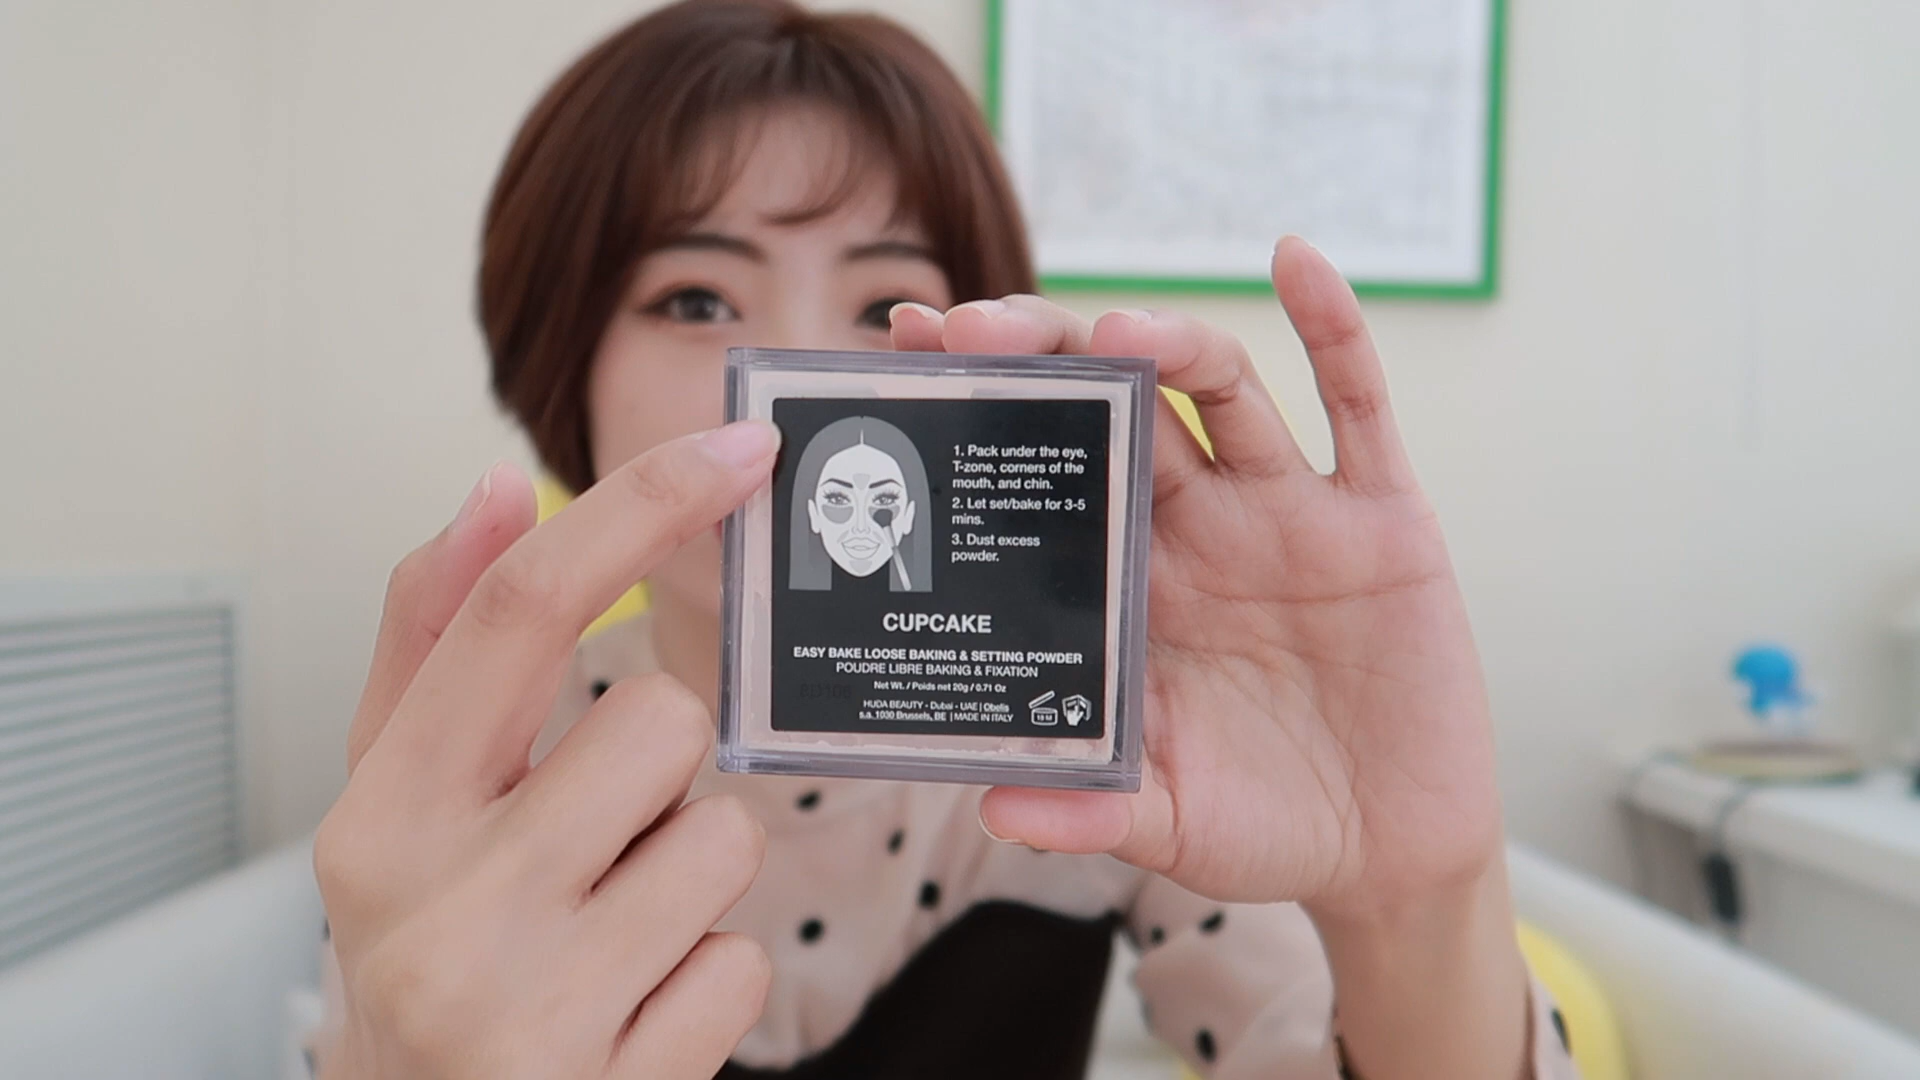 1. Pack under the eye,
T-zone, corners of the
mouth, and chin.
2. Let set/bake for 3-5
mins.
3. Dust excess
powder.
CUPCAKE
EASY BAKE LOOSE BAKING & SETTING POWDER
POUDRE LIBRE BAKING & FIXATION
Net Wt. / Poids net 20g / 0.71 Oz
HUDA BEAUTY - Dubai - UAE | Obelis
s.a. 1030 Brussels, BE | MADE IN ITALY
18 M